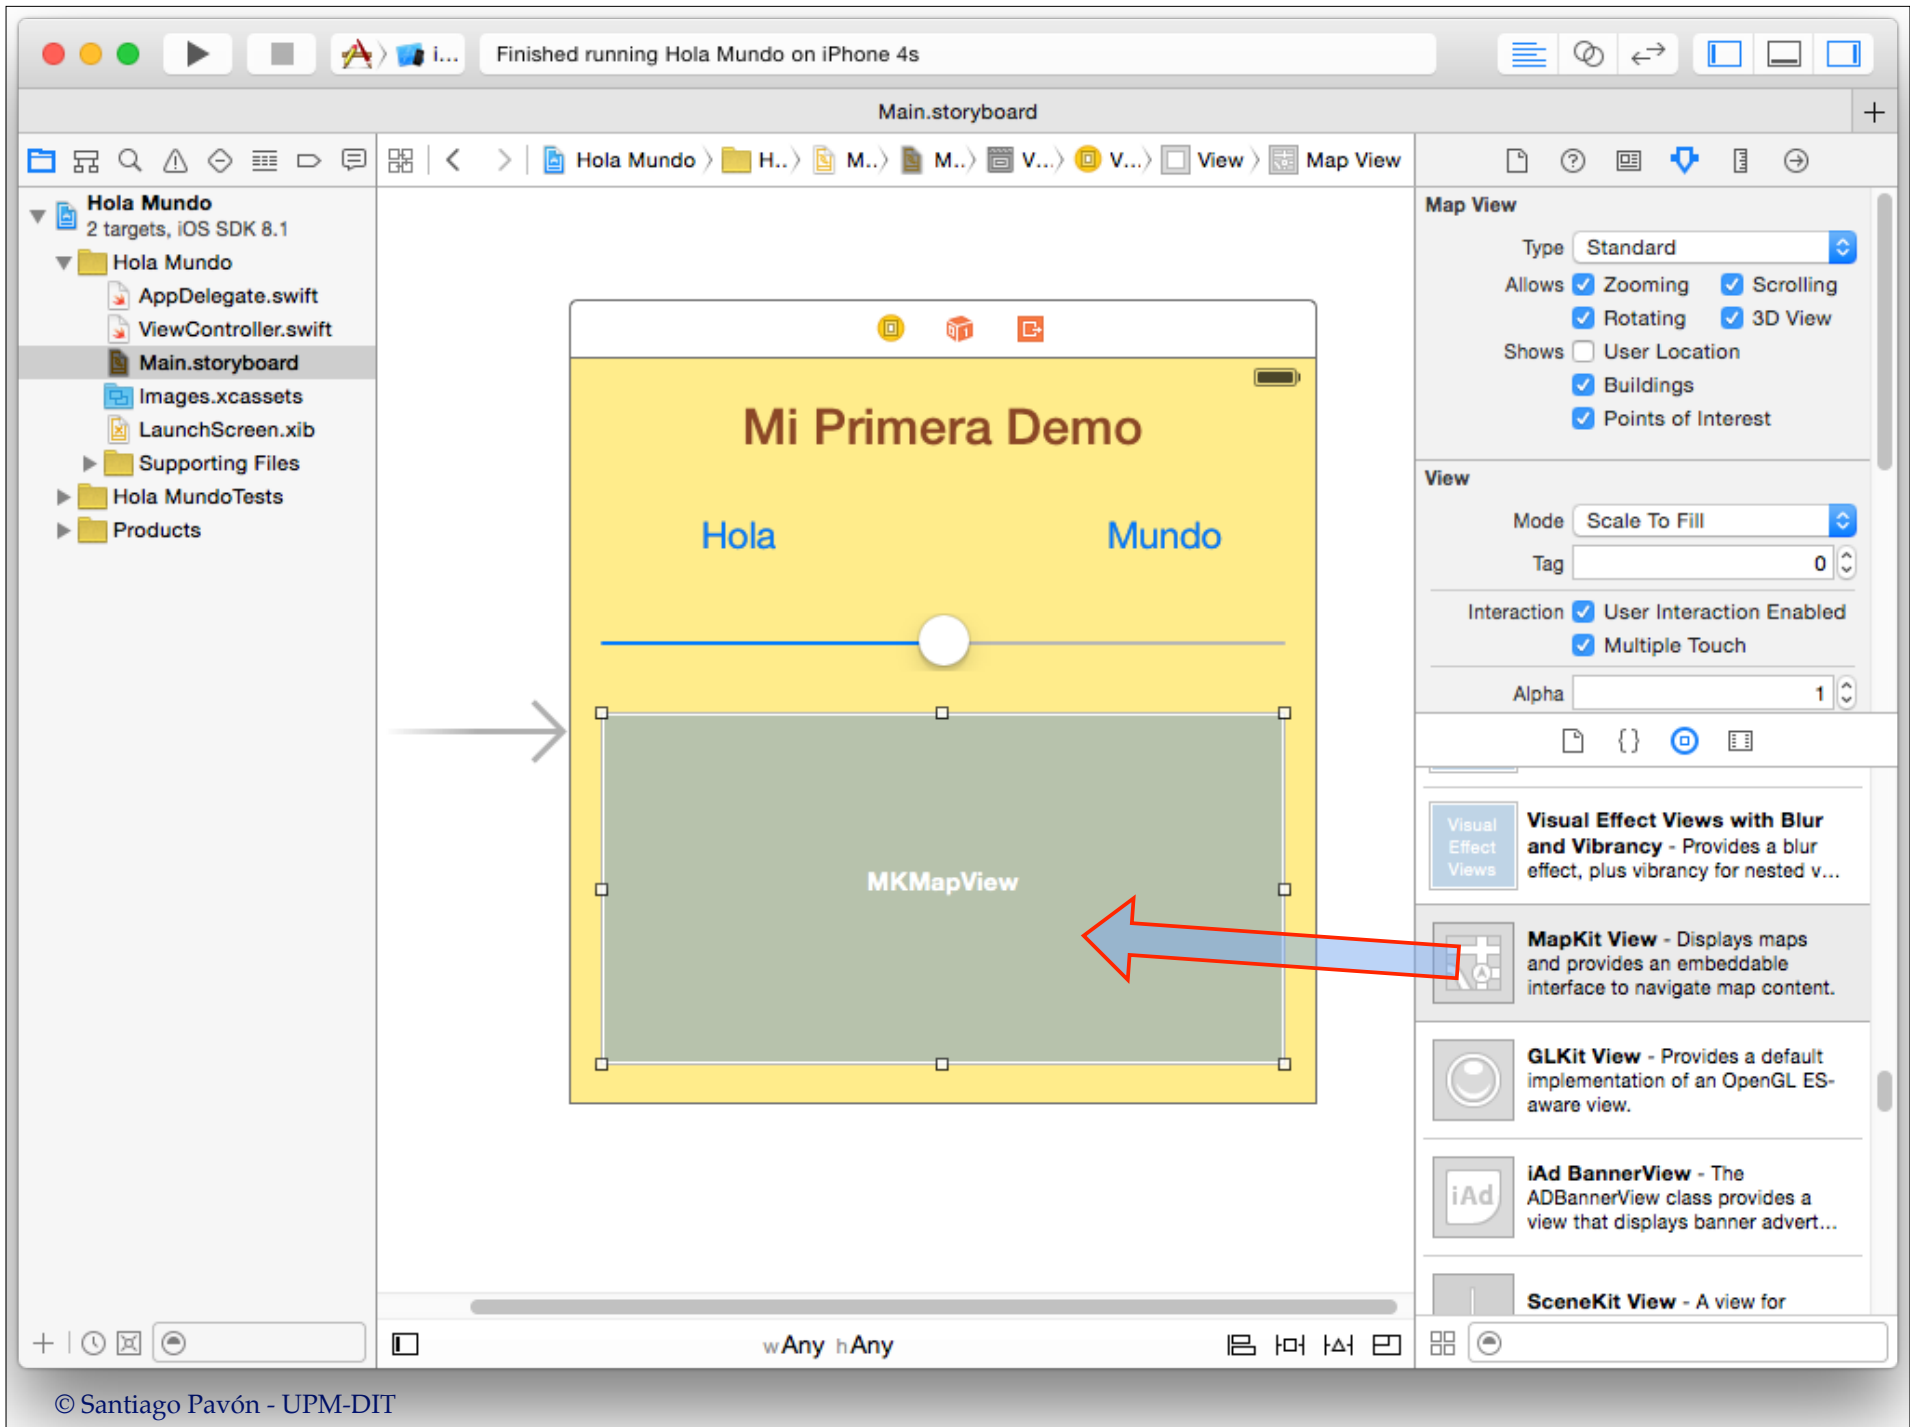 i...
Finished running Hola Mundo on iPhone 4s
Main.storyboard
+
Hola Mundo
H..
M..
M..
V...
V...
View
Map View
Hola Mundo
2 targets, iOS SDK 8.1
Hola Mundo
AppDelegate.swift
ViewController.swift
Main.storyboard
Images.xcassets
LaunchScreen.xib
Supporting Files
Hola MundoTests
Products
Mi Primera Demo
Hola
Mundo
MKMapView
wAny hAny
Map View
Type Standard
Allows Zooming Scrolling
Rotating 3D View
Shows User Location
Buildings
Points of Interest
View
Mode Scale To Fill
Tag 0
Interaction User Interaction Enabled
Multiple Touch
Alpha 1
{}
Visual
Effect
Views
Visual Effect Views with Blur
and Vibrancy - Provides a blur
effect, plus vibrancy for nested v...
MapKit View - Displays maps
and provides an embeddable
interface to navigate map content.
GLKit View - Provides a default
implementation of an OpenGL ES-
aware view.
iAd
iAd BannerView - The
ADBannerView class provides a
view that displays banner advert...
SceneKit View - A view for
© Santiago Pavón - UPM-DIT